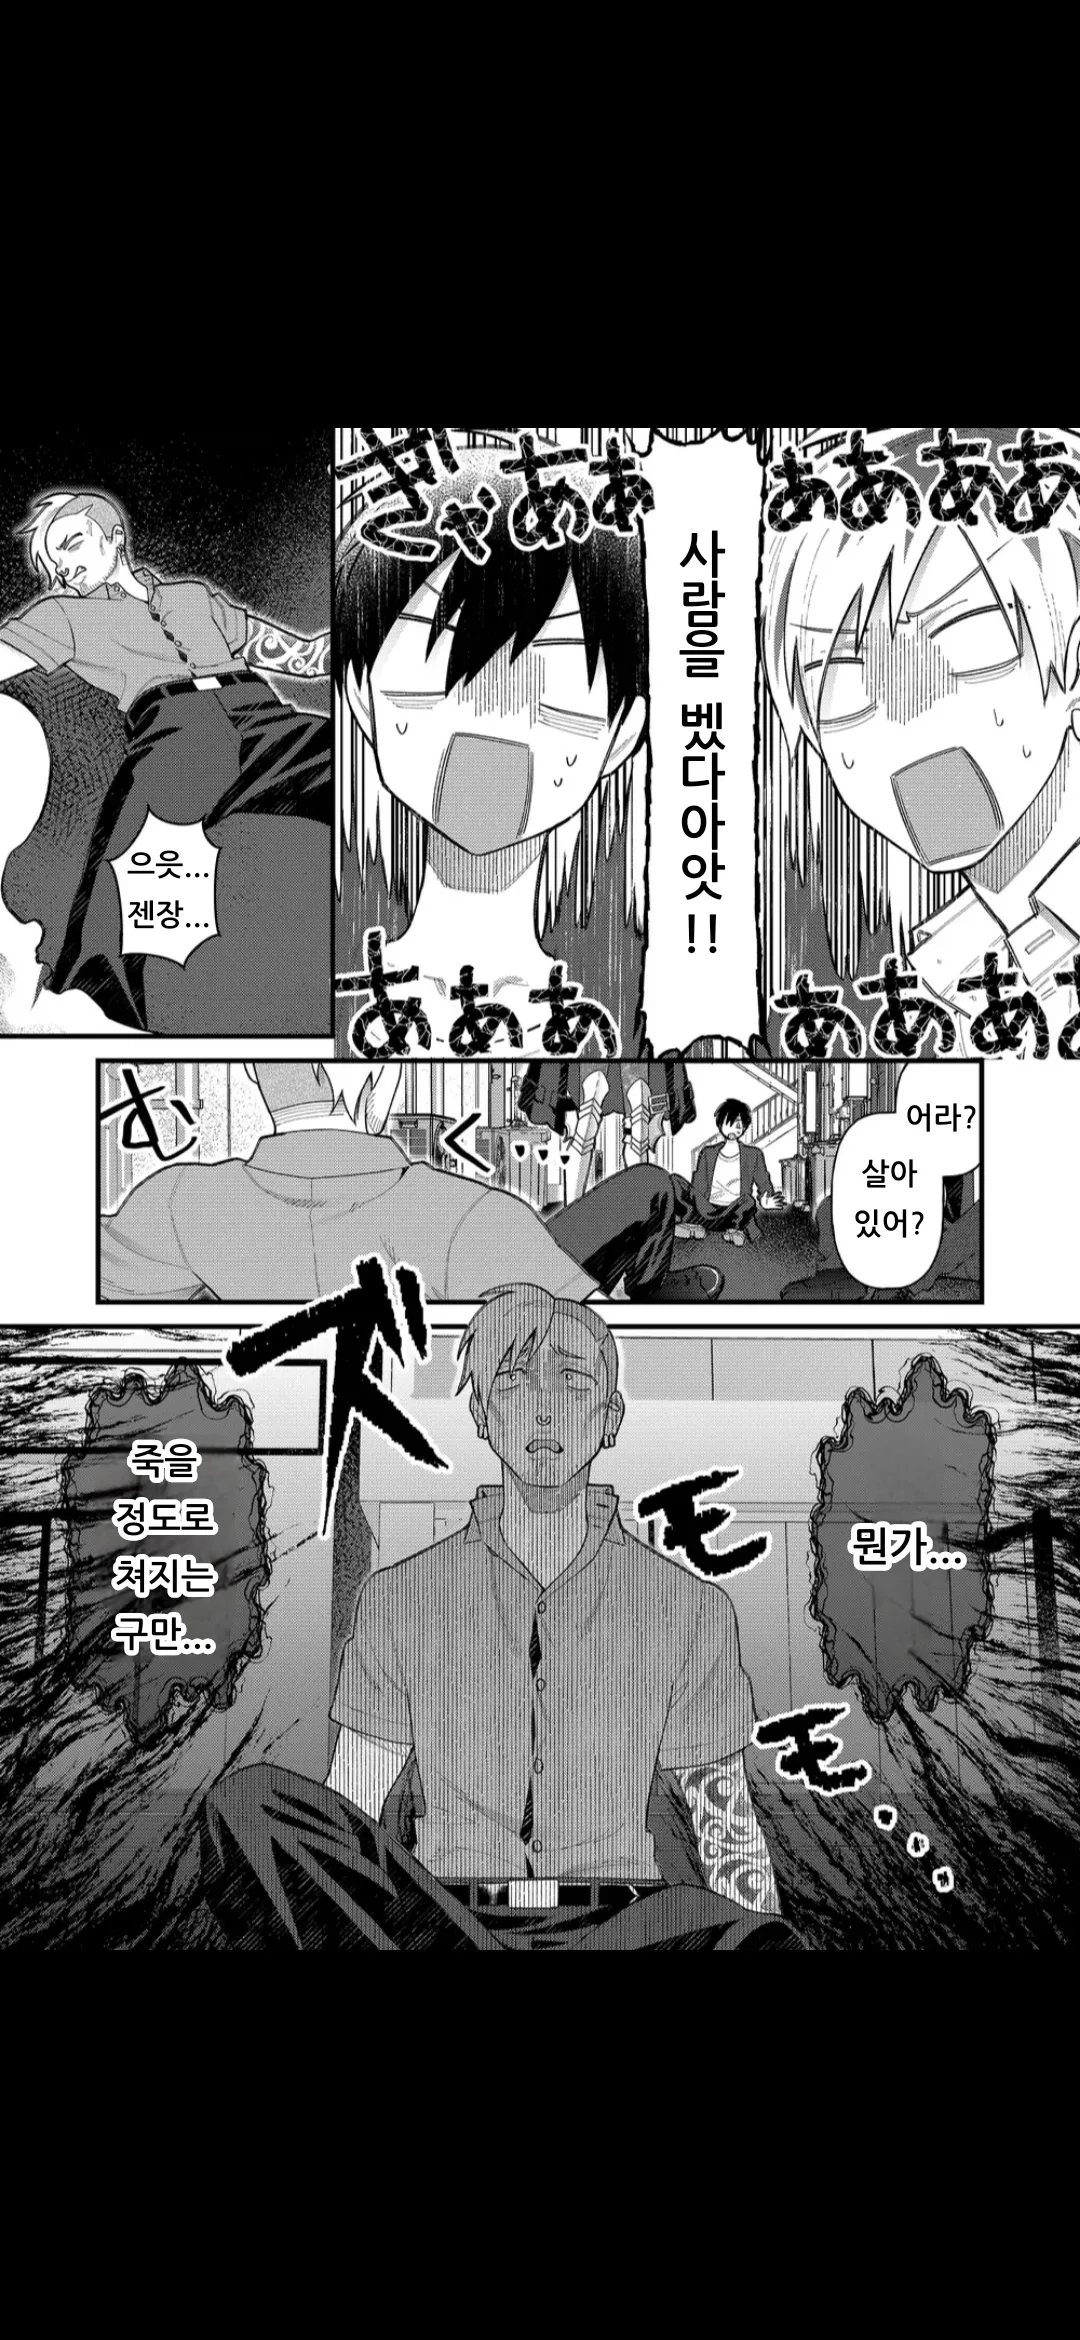 ああああ
사람을 벴다아앗!!
ああああ
ぎゃああ
あああ
으읏...
젠장...
어라?
살아
있어?
むく...
뭔가...
ズモモ...
죽을
정도로
쳐지는
구만...